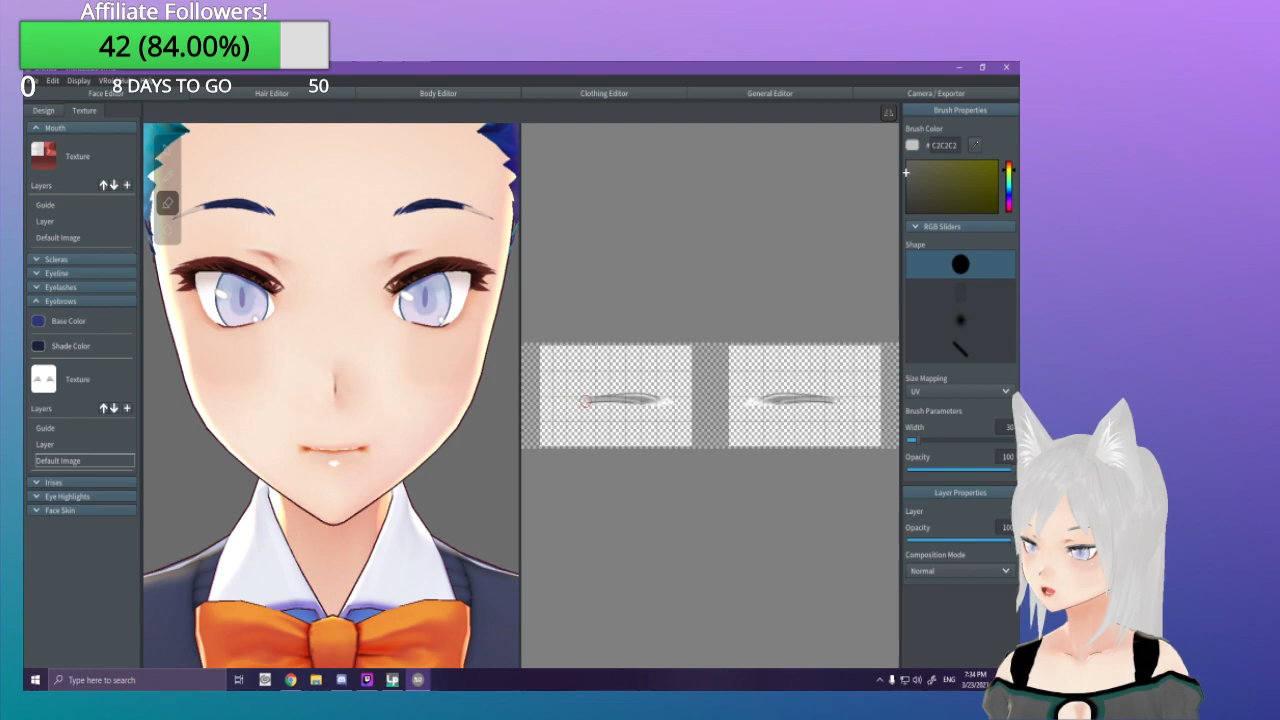 Affiliate Followers!
42 (84.00%)
0
8 DAYS TO GO
50
Edit
Display
Face Editor
Hair Editor
Body Editor
Clothing Editor
General Editor
Camera / Exporter
Design
Texture
Mouth
Texture
Layers
Guide
Layer
Default Image
Scleras
Eyeline
Eyelashes
Eyebrows
Base Color
Shade Color
Texture
Layers
Guide
Layer
Default Image
Irises
Eye Highlights
Face Skin
Brush Properties
Brush Color
# C2C2C2
RGB Sliders
Shape
Size Mapping
UV
Brush Parameters
Width
30
Opacity
100
Layer Properties
Layer
Opacity
100
Composition Mode
Normal
Type here to search
ENG
7:34 PM